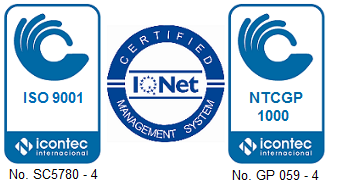 ISO 9001
icontec
internacional
No. SC5780 - 4
CERTIFIED
IQNet
MANAGEMENT SYSTEM
NTCGP
1000
icontec
internacional
No. GP 059 - 4